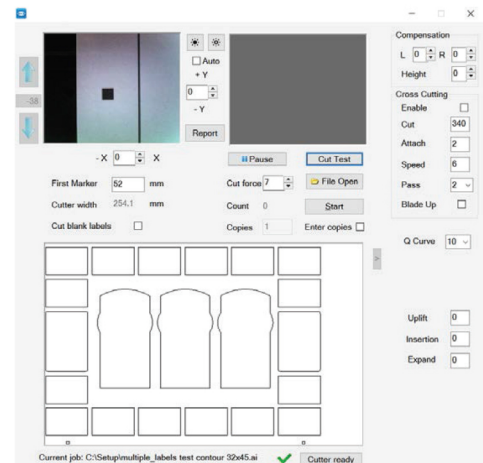 Auto
+ Y
0
- Y
Report
-38
- X 0 X
Pause
Cut Test
First Marker 52 mm
Cut force 7
File Open
Cutter width 254.1 mm
Count 0
Start
Cut blank labels
Copies 1
Enter copies
Current job: C:\Setup\multiple_labels test contour 32x45.ai
Cutter ready
>
Compensation
L 0 R 0
Height 0
Cross Cutting
Enable
Cut 340
Attach 2
Speed 6
Pass 2
Blade Up
Q Curve 10
Uplift 0
Insertion 0
Expand 0